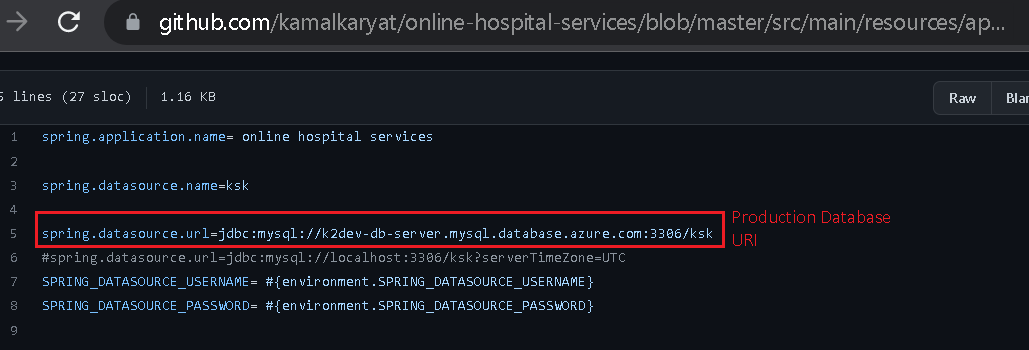 github.com/kamalkaryat/online-hospital-services/blob/master/src/main/resources/ap...
lines (27 sloc) 1.16 KB
Raw
1 spring.application.name= online hospital services
2
3 spring.datasource.name=ksk
4
5 spring.datasource.url=jdbc:mysql://k2dev-db-server.mysql.database.azure.com:3306/ksk
Production Database
URI
6 #spring.datasource.url=jdbc:mysql://localhost:3306/ksk?serverTimeZone=UTC
7 SPRING_DATASOURCE_USERNAME= #{environment.SPRING_DATASOURCE_USERNAME}
8 SPRING_DATASOURCE_PASSWORD= #{environment.SPRING_DATASOURCE_PASSWORD}
9